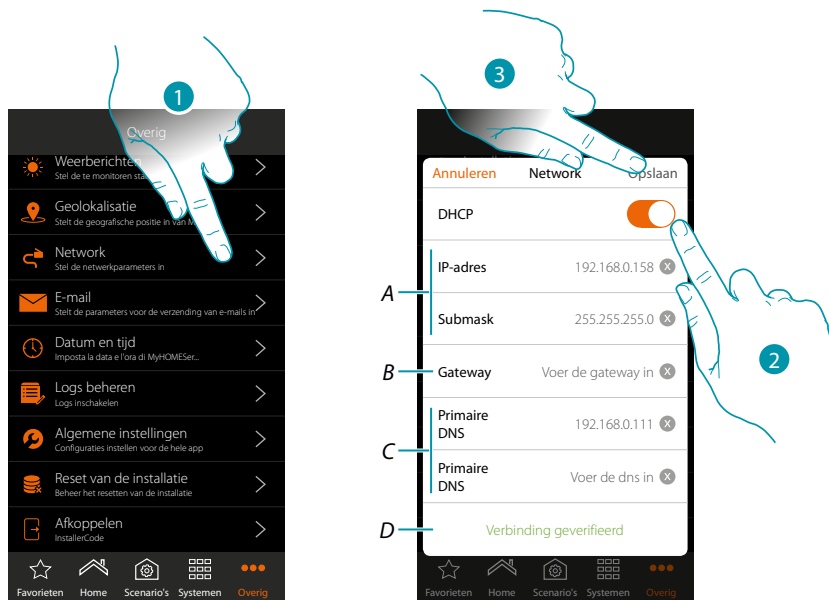 1
Overig
Weerberichten
Stel de te monitoren sta
Geolokalisatie
Stelt de geografische positie in van M
Network
Stel de netwerkparameters in
E-mail
Stelt de parameters voor de verzending van e-mails in
Datum en tijd
Imposta la data e l'ora di MyHOMESer...
Logs beheren
Logs inschakelen
Algemene instellingen
Configuraties instellen voor de hele app
Reset van de installatie
Beheer het resetten van de installatie
Afkoppelen
InstallerCode
Favorieten Home Scenario's Systemen Overig
3
Annuleren Network Opslaan
DHCP
2
A
IP-adres 192.168.0.158 X
Submask 255.255.255.0 X
B Gateway Voer de gateway in X
C
Primaire
DNS 192.168.0.111 X
Primaire
DNS Voer de dns in X
D Verbinding geverifieerd
Favorieten Home Scenario's Systemen Overig